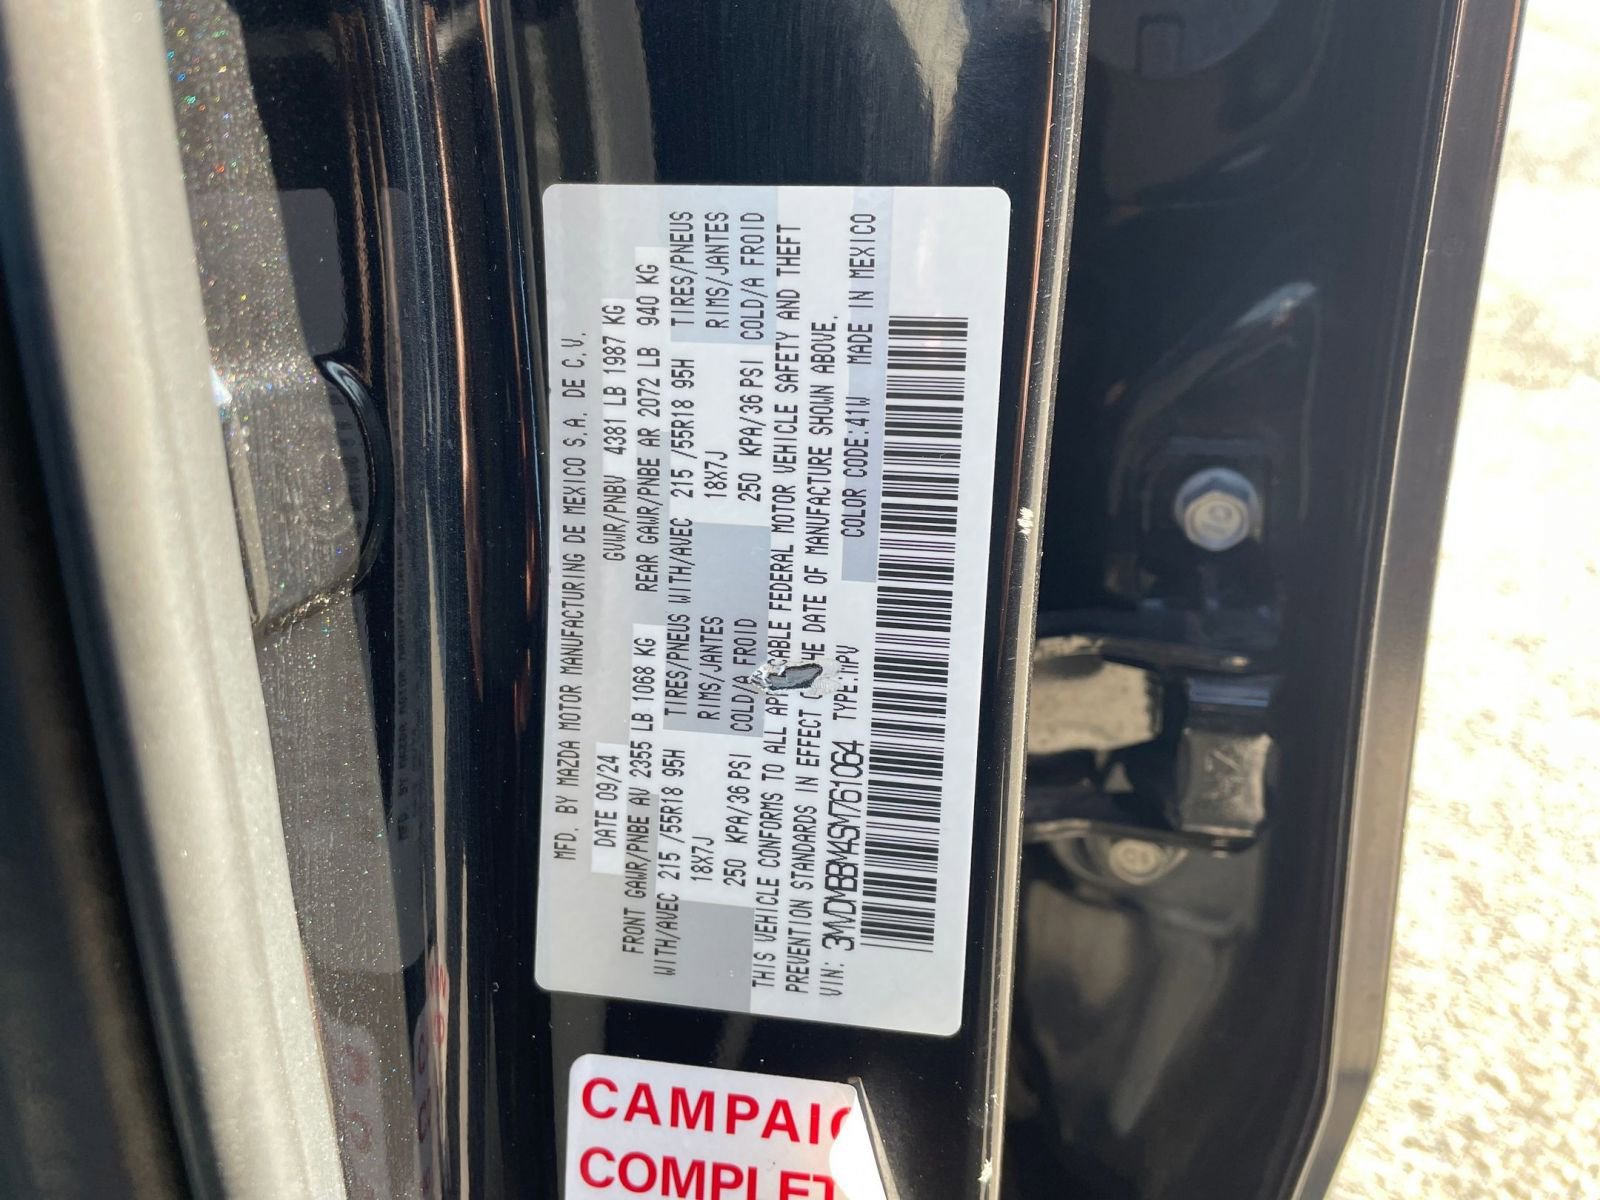 MFD. BY MAZDA MOTOR MANUFACTURING DE MEXICO S.A. DE C.V.
DATE 09/24 GVWR/PNBV 4381 LB 1987 KG
FRONT GAWR/PNBE AV 2355 LB 1068 KG REAR GAWR/PNBE AR 2072 LB 940 KG
WITH/AVEC 215 /55R18 95H TIRES/PNEUS WITH/AVEC 215 /55R18 95H TIRES/PNEUS
18X7J RIMS/JANTES 18X7J RIMS/JANTES
250 KPA/36 PSI COLD/A FROID 250 KPA/36 PSI COLD/A FROID
THIS VEHICLE CONFORMS TO ALL APP CABLE FEDERAL MOTOR VEHICLE SAFETY AND THEFT
PREVENTION STANDARDS IN EFFECT HE DATE OF MANUFACTURE SHOWN ABOVE.
VIN: 3MVDMBBM4SM761064 TYPE:MPV COLOR CODE:41W MADE IN MEXICO
CAMPAIG
COMPLET